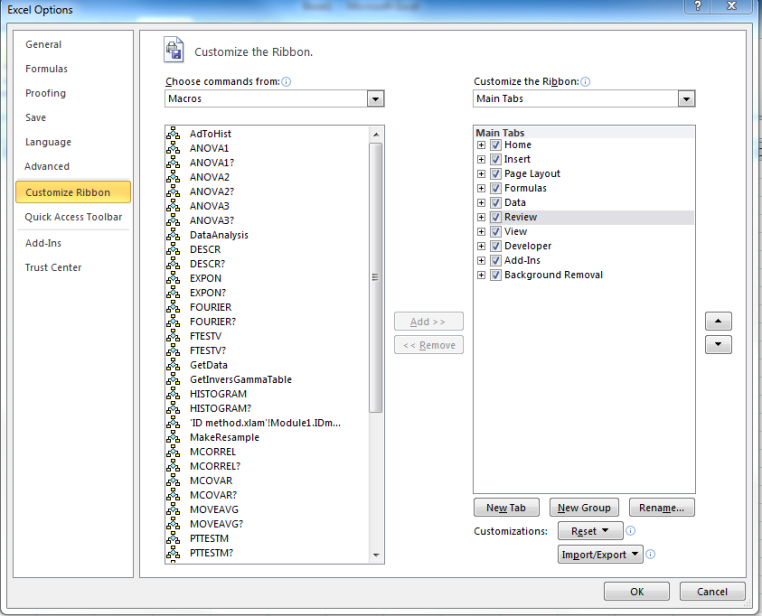 Excel Options
General
Formulas
Proofing
Save
Language
Advanced
Customize Ribbon
Quick Access Toolbar
Add-Ins
Trust Center
Customize the Ribbon.
Choose commands from:
Macros
AdToHist
ANOVA1
ANOVA1?
ANOVA2
ANOVA2?
ANOVA3
ANOVA3?
DataAnalysis
DESCR
DESCR?
EXPON
EXPON?
FOURIER
FOURIER?
FTESTV
FTESTV?
GetData
GetInversGammaTable
HISTOGRAM
HISTOGRAM?
'ID method.xlam'!Module1.IDm...
MakeResample
MCORREL
MCORREL?
MCOVAR
MCOVAR?
MOVEAVG
MOVEAVG?
PTTESTM
PTTESTM?
Add >>
<< Remove
Customize the Ribbon:
Main Tabs
Main Tabs
Home
Insert
Page Layout
Formulas
Data
Review
View
Developer
Add-Ins
Background Removal
New Tab
New Group
Rename...
Customizations:
Reset
Import/Export
OK
Cancel